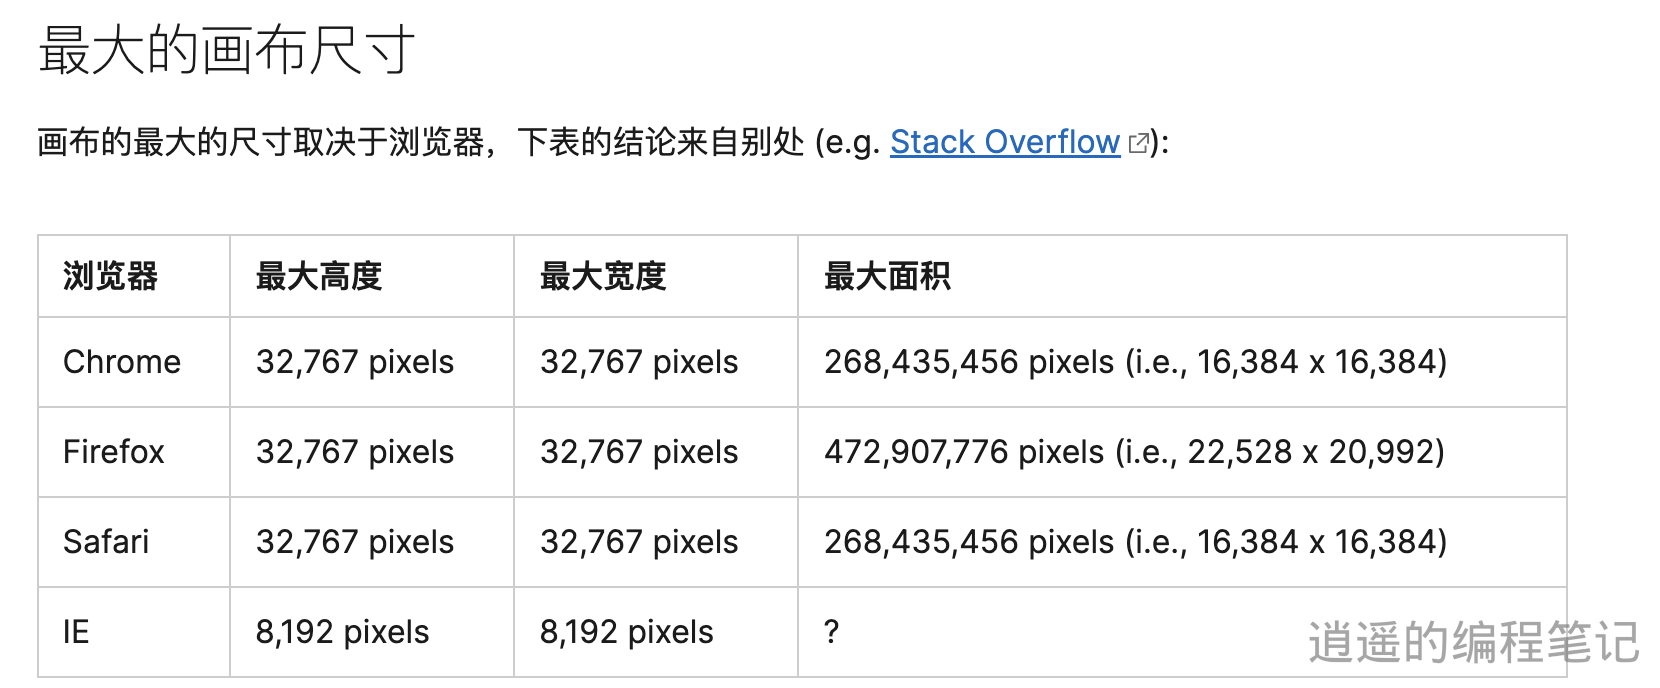 最大的画布尺寸
画布的最大的尺寸取决于浏览器，下表的结论来自别处 (e.g. Stack Overflow):
浏览器 最大高度 最大宽度 最大面积
Chrome 32,767 pixels 32,767 pixels 268,435,456 pixels (i.e., 16,384 x 16,384)
Firefox 32,767 pixels 32,767 pixels 472,907,776 pixels (i.e., 22,528 x 20,992)
Safari 32,767 pixels 32,767 pixels 268,435,456 pixels (i.e., 16,384 x 16,384)
IE 8,192 pixels 8,192 pixels ?
逍遥的编程笔记